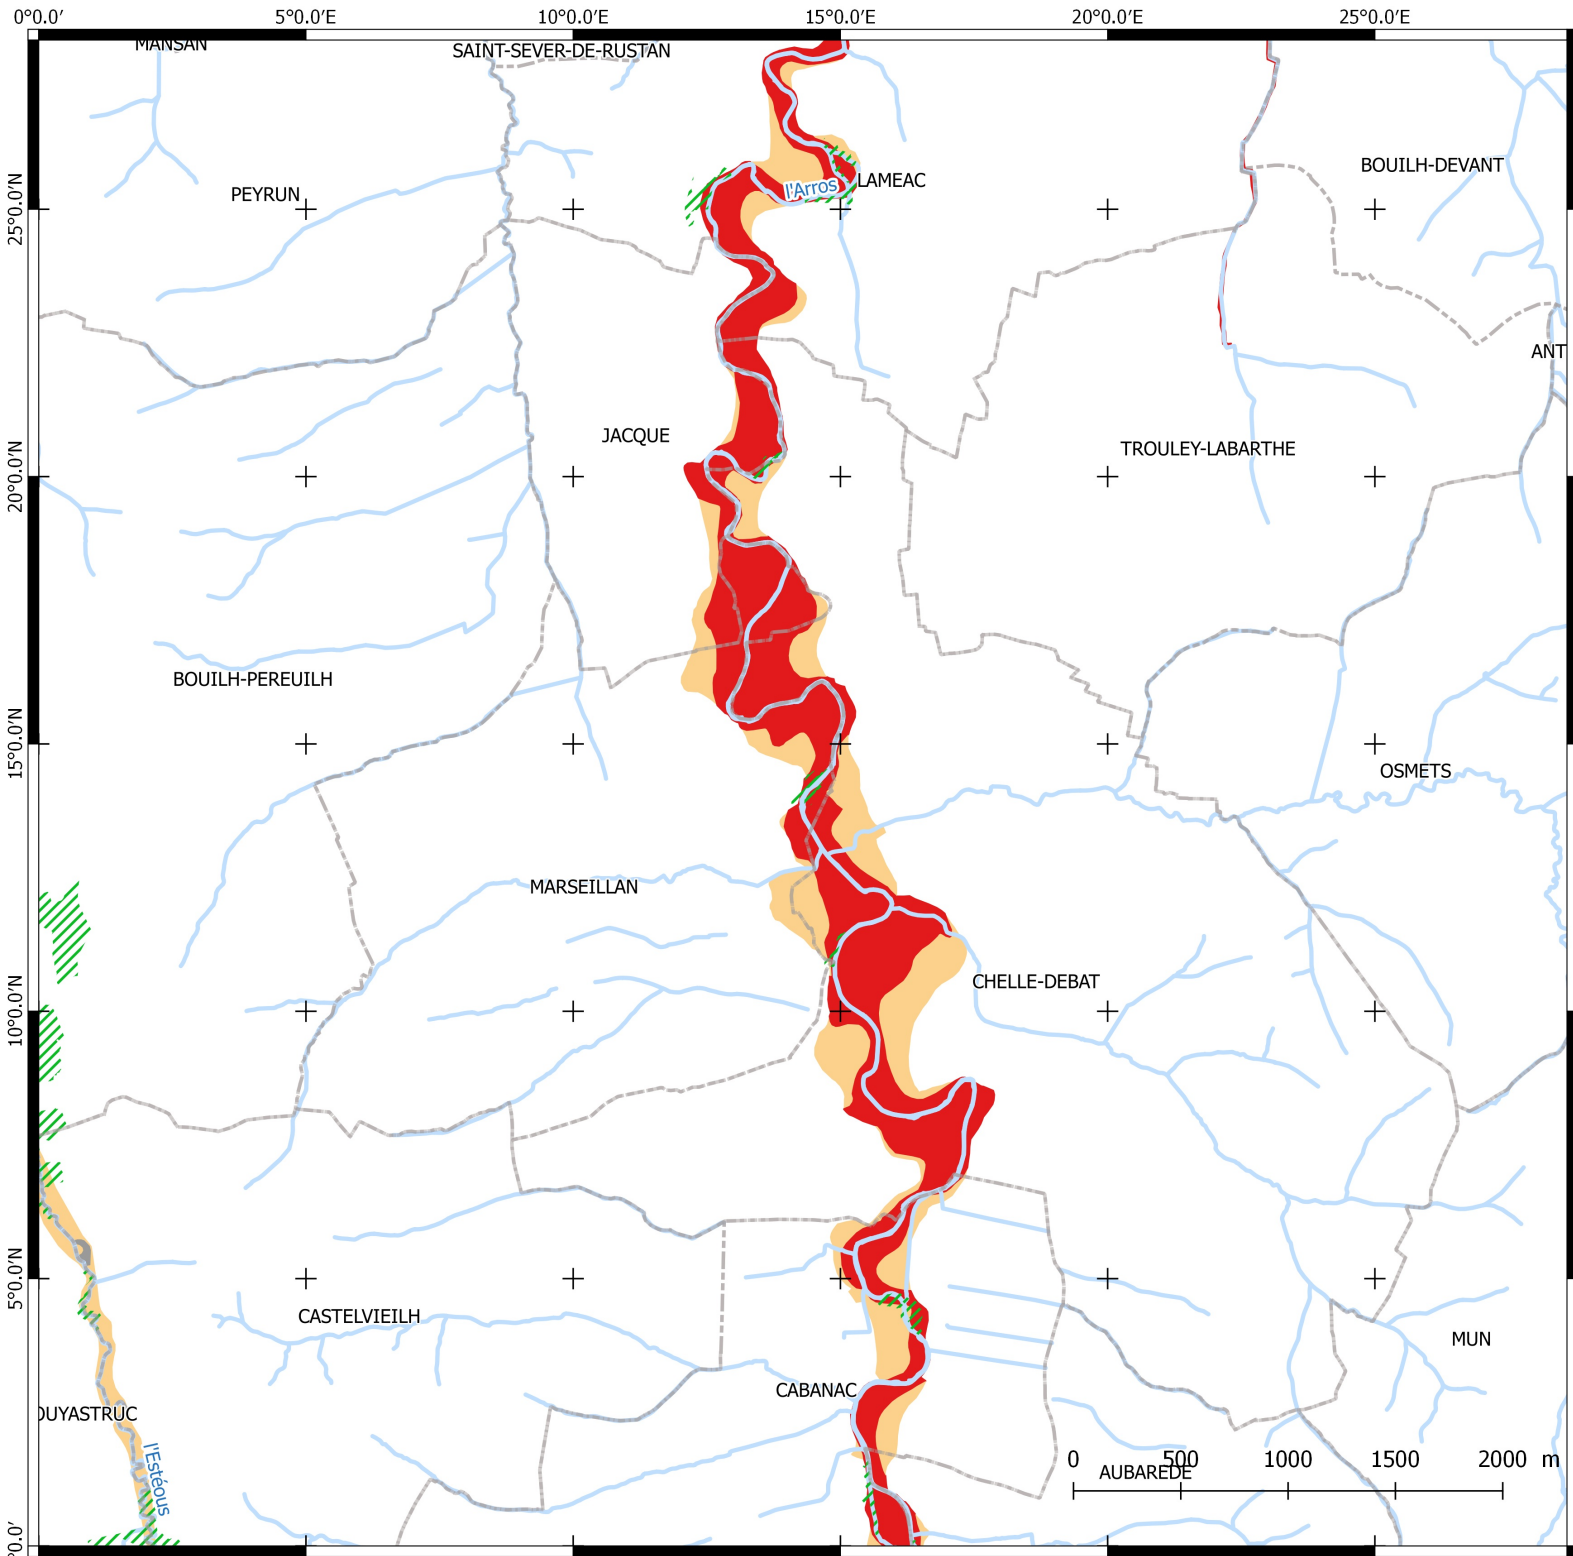 0°0.0′ 5°0.0′E 10°0.0′E 15°0.0′E 20°0.0′E 25°0.0′E
MANSAN
SAINT-SEVER-DE-RUSTAN
BOUILH-DEVANT
LAMEAC
l'Arros
PEYRUN
25°0.0′N
ANT
JACQUE
TROULEY-LABARTHE
20°0.0′N
BOUILH-PEREUILH
15°0.0′N
OSMETS
MARSEILLAN
CHELLE-DEBAT
10°0.0′N
5°0.0′N
CASTELVIEILH
MUN
CABANAC
OUYASTRUC
l'Estéous
0 500 1000 1500 2000 m
AUBAREDE
°0.0′